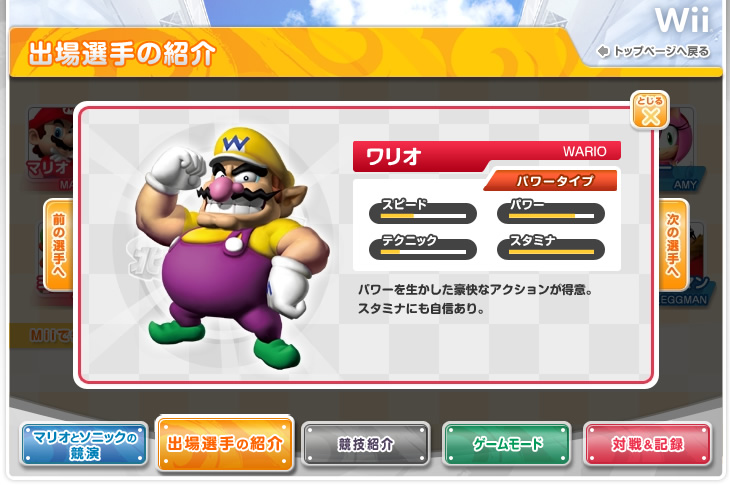 Wii
出場選手の紹介
トップページへ戻る
とじる
マリオ
MA
AMY
ワリオ
WARIO
パワータイプ
スピード
パワー
テクニック
スタミナ
前の選手へ
次の選手へ
パワーを生かした豪快なアクションが得意。
スタミナにも自信あり。
マン
EGGMAN
Miiで
マリオとソニックの
競演
出場選手の紹介
競技紹介
ゲームモード
対戦&記録